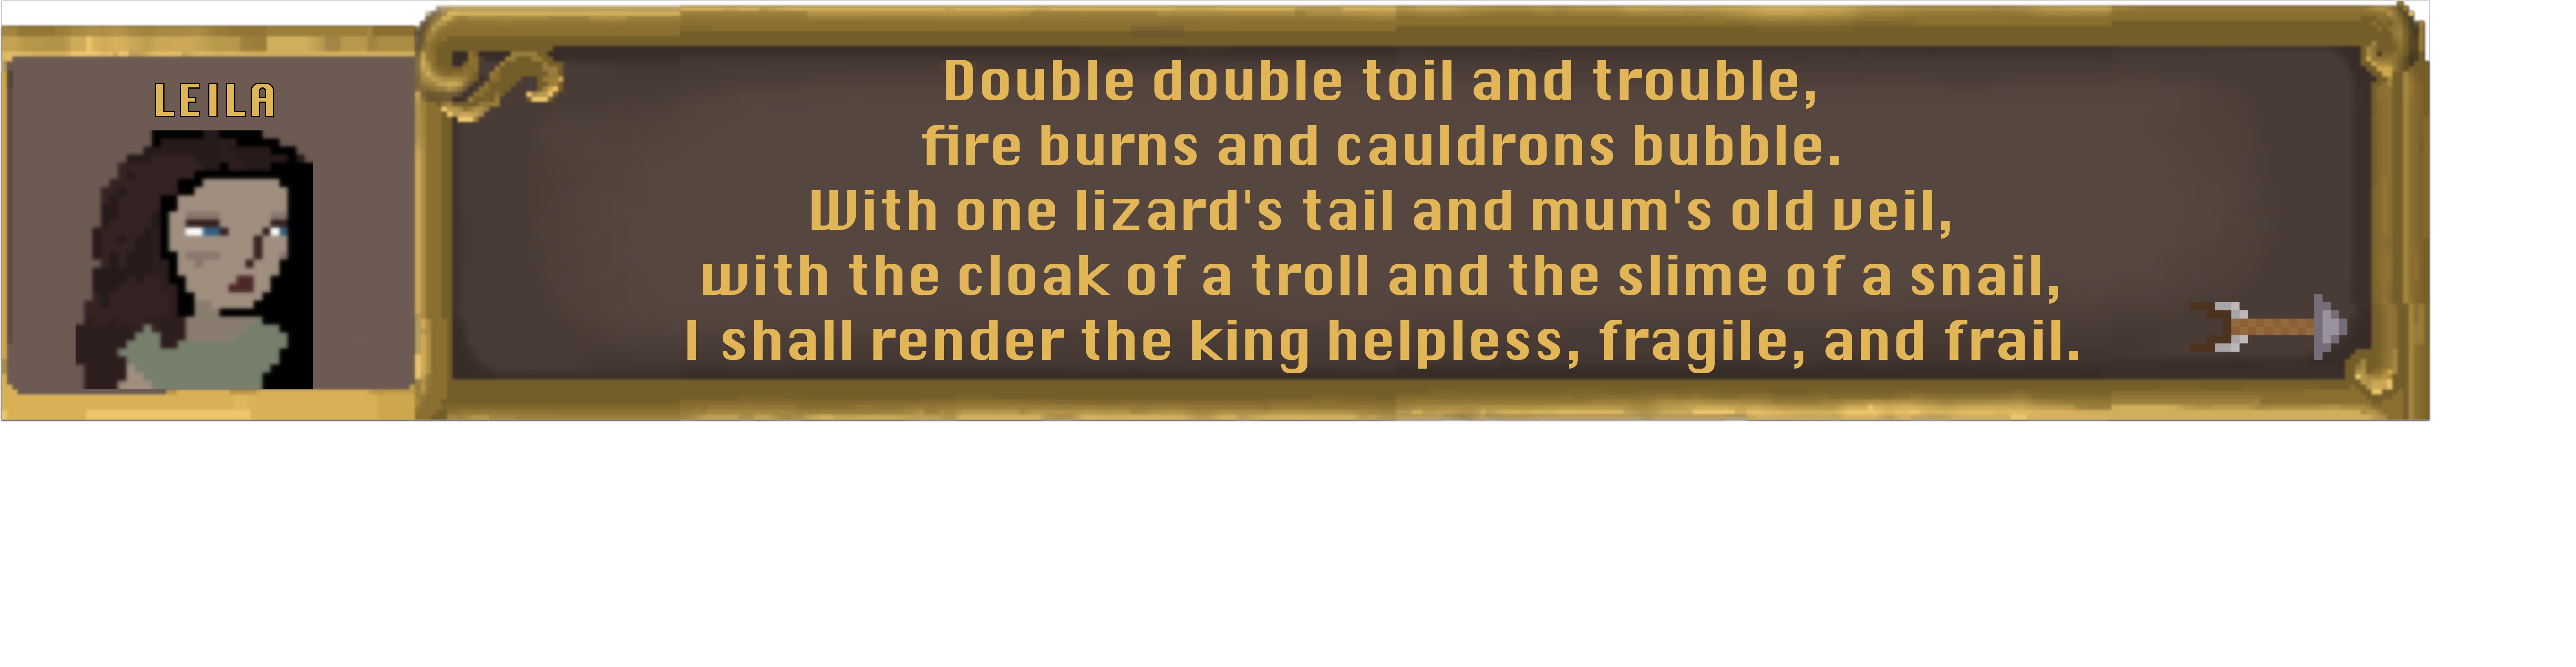 LEILA
Double double toil and trouble,
fire burns and cauldrons bubble.
With one lizard's tail and mum's old veil,
with the cloak of a troll and the slime of a snail,
I shall render the king helpless, fragile, and frail.